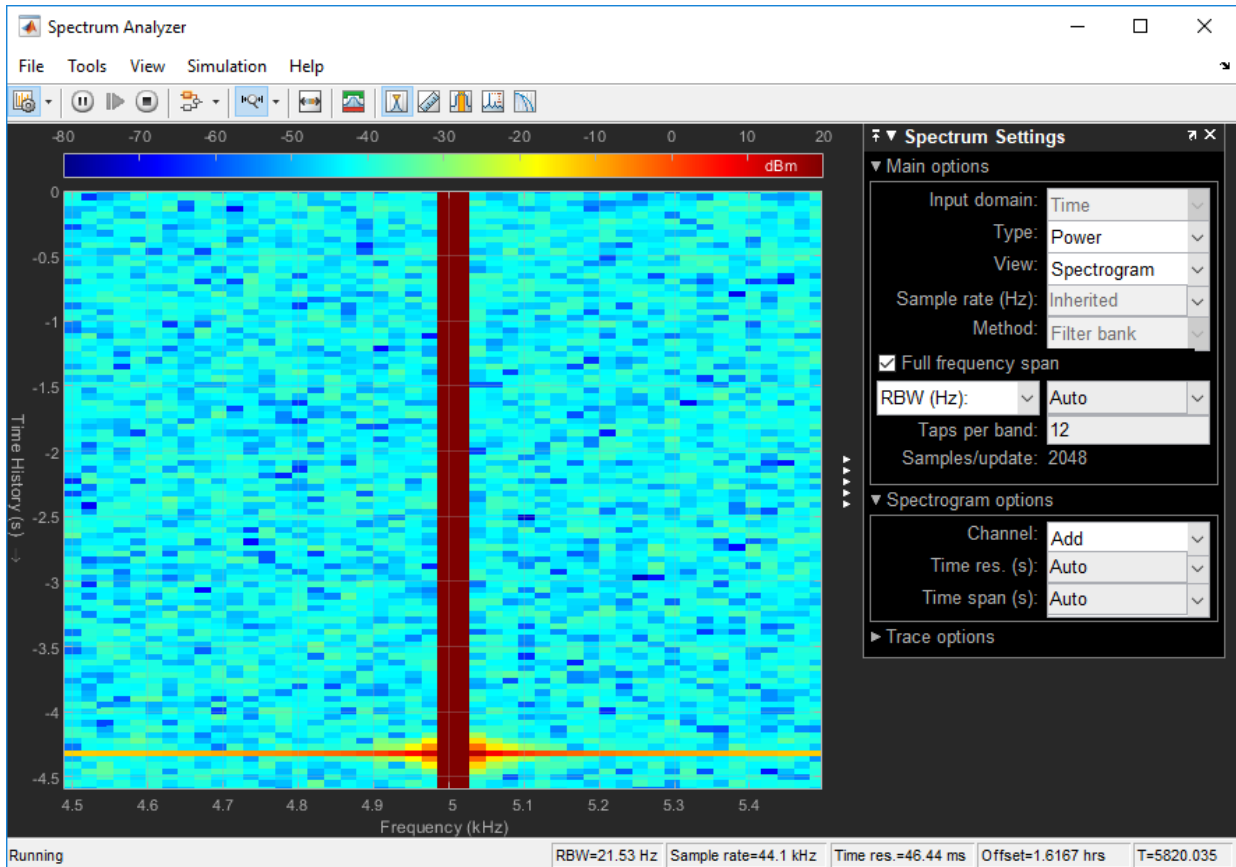 Spectrum Analyzer
File Tools View Simulation Help
-80 -70 -60 -50 -40 -30 -20 -10 0 10 20
dBm
0
-0.5
-1
-1.5
-2
-2.5
-3
-3.5
-4
-4.5
Time History (s) →
4.5 4.6 4.7 4.8 4.9 5 5.1 5.2 5.3 5.4
Frequency (kHz)
Spectrum Settings
Main options
Input domain: Time
Type: Power
View: Spectrogram
Sample rate (Hz): Inherited
Method: Filter bank
Full frequency span
RBW (Hz): Auto
Taps per band: 12
Samples/update: 2048
Spectrogram options
Channel: Add
Time res. (s): Auto
Time span (s): Auto
Trace options
Running RBW=21.53 Hz Sample rate=44.1 kHz Time res.=46.44 ms Offset=1.6167 hrs T=5820.035